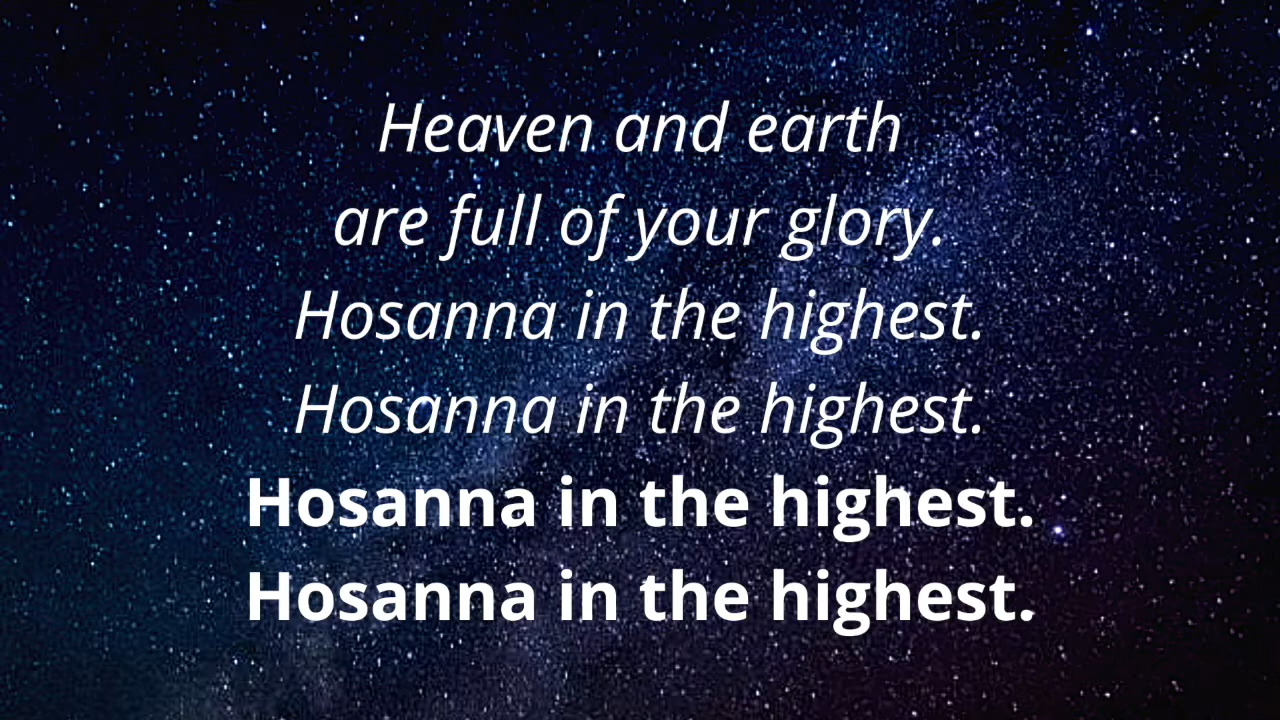 Heaven and earth
are full of your glory.
Hosanna in the highest.
Hosanna in the highest.
Hosanna in the highest.
Hosanna in the highest.